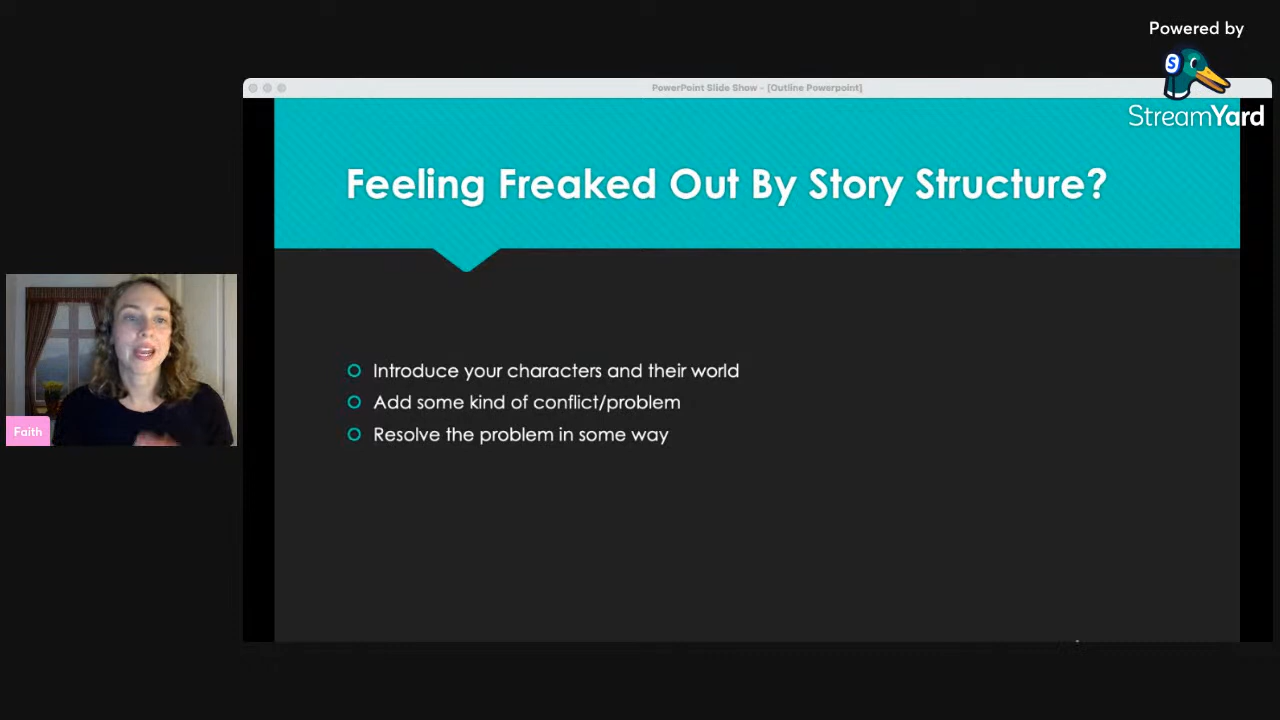 Powered by
S
StreamYard
PowerPoint Slide Show - [Outline Powerpoint]
Feeling Freaked Out By Story Structure?
Introduce your characters and their world
Add some kind of conflict/problem
Resolve the problem in some way
Faith